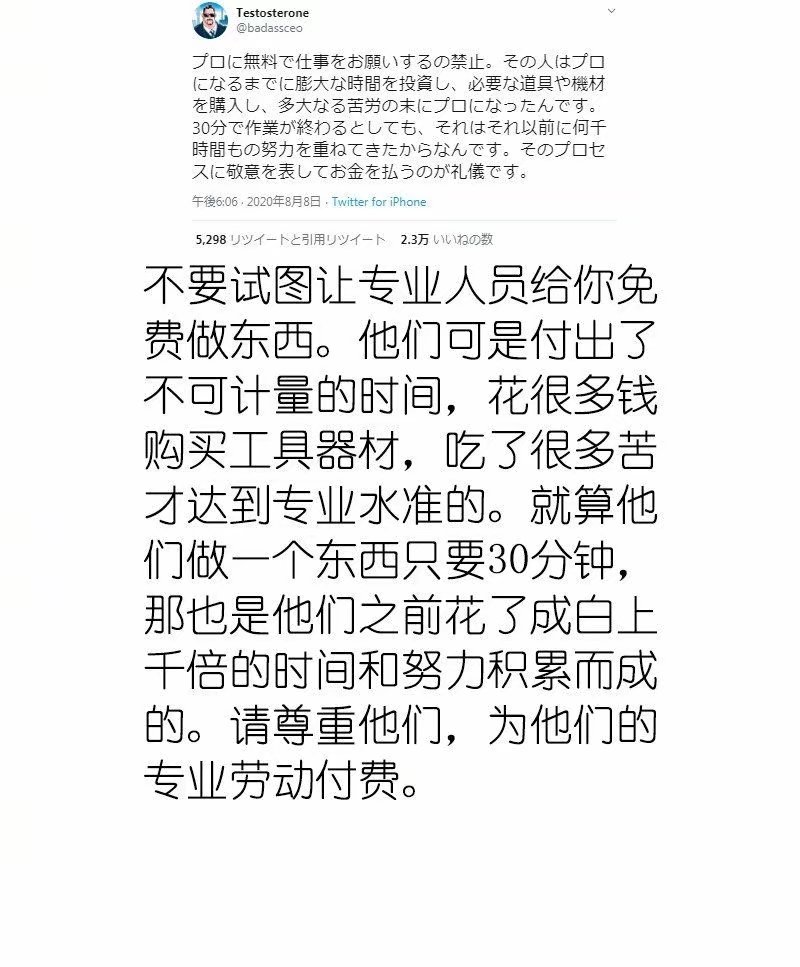 Testosterone
@badassceo
プロに無料で仕事をお願いするの禁止。その人はプロ
になるまでに膨大な時間を投資し、必要な道具や機材
を購入し、多大なる苦労の末にプロになったんです。
30分で作業が終わるとしても、それはそれ以前に何千
時間もの努力を重ねてきたからなんです。そのプロセ
スに敬意を表してお金を払うのが礼儀です。
午後6:06 · 2020年8月8日 · Twitter for iPhone
5,298 リツイートと引用リツイート 2.3万 いいねの数
不要试图让专业人员给你免
费做东西。他们可是付出了
不可计量的时间，花很多钱
购买工具器材，吃了很多苦
才达到专业水准的。就算他
们做一个东西只要30分钟，
那也是他们之前花了成白上
千倍的时间和努力积累而成
的。请尊重他们，为他们的
专业劳动付费。